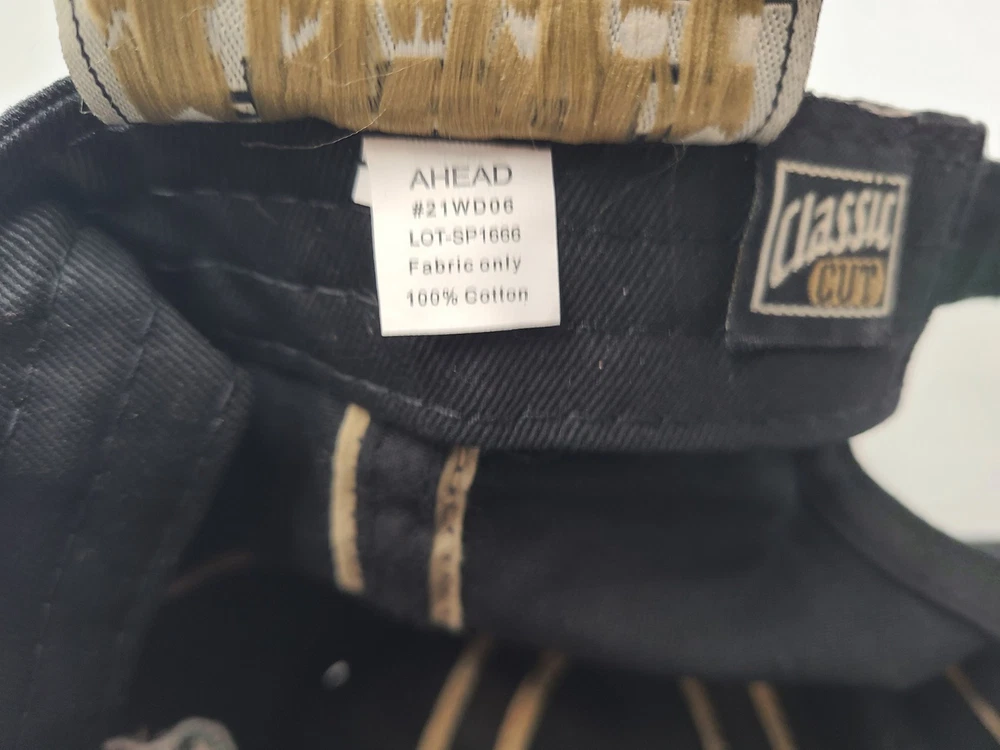 AHEAD
#21WD06
LOT-SP1666
Fabric only
100% Cotton
Classic
CUT